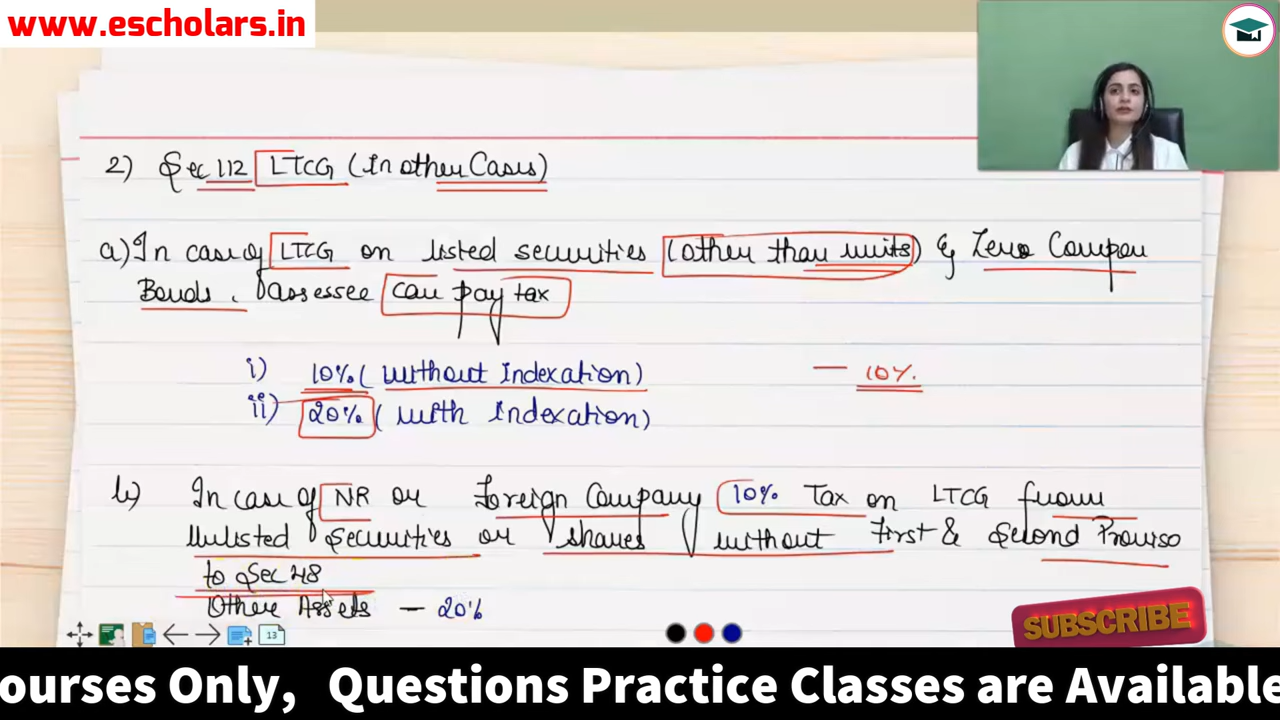 www.escholars.in
2) Sec 112 LTCG (In other Cases)
a) In case of LTCG on listed securities (other than units) & Zero Coupon
Bonds, assessee can pay tax
i) 10% (without Indexation) — 10%
ii) 20% (with Indexation)
b) In case of NR or Foreign Company 10% Tax on LTCG from
Unlisted Securities or shares without First & Second Proviso
to Sec 48
Other Assets — 20%
13
SUBSCRIBE
ourses Only, Questions Practice Classes are Available